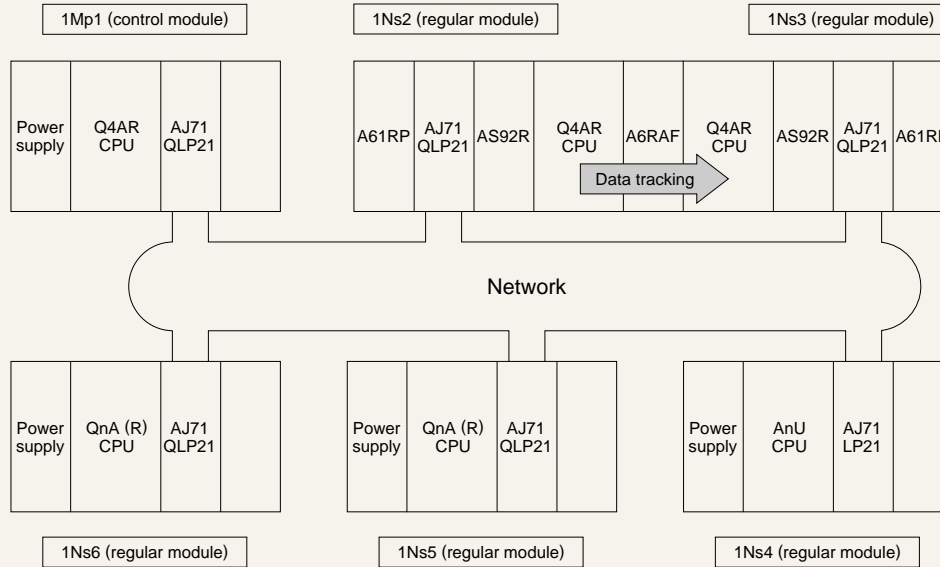 1Mp1 (control module)
1Ns2 (regular module)
1Ns3 (regular module)
Power
supply
Q4AR
CPU
AJ71
QLP21
A61RP
AJ71
QLP21
AS92R
Q4AR
CPU
A6RAF
Q4AR
CPU
AS92R
AJ71
QLP21
Data tracking
Network
Power
supply
QnA (R)
CPU
AJ71
QLP21
Power
supply
QnA (R)
CPU
AJ71
QLP21
Power
supply
AnU
CPU
AJ71
LP21
1Ns6 (regular module)
1Ns5 (regular module)
1Ns4 (regular module)